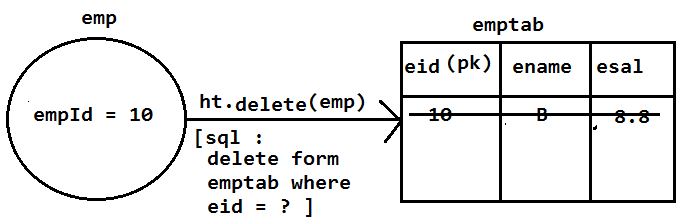 emp
emptab
empId = 10
ht.delete(emp)
[sql :
delete form
emptab where
eid = ? ]
eid (pk) ename esal
10 B 8.8